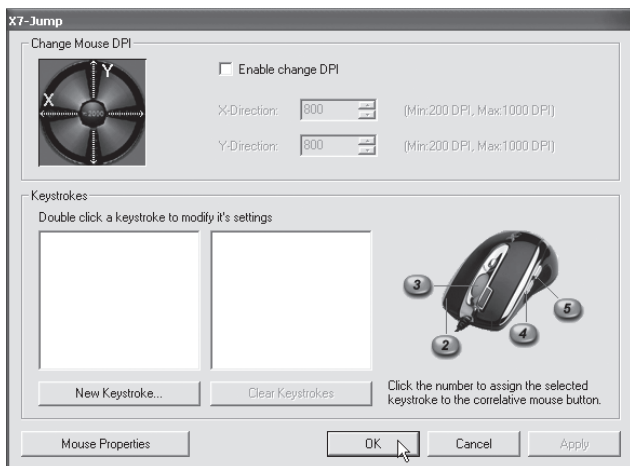 X7-Jump
Change Mouse DPI
Y
X
Enable change DPI
X-Direction: 800 (Min:200 DPI, Max:1000 DPI)
Y-Direction: 800 (Min:200 DPI, Max:1000 DPI)
Keystrokes
Double click a keystroke to modify it's settings
3
5
4
2
New Keystroke... Clear Keystrokes
Click the number to assign the selected
keystroke to the correlative mouse button.
Mouse Properties OK Cancel Apply